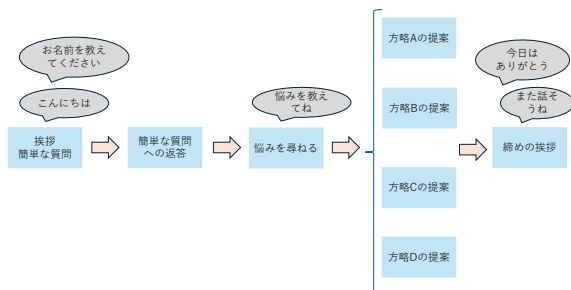 お名前を教え
てください
こんにちは
挨拶
簡単な質問
簡単な質問
への返答
悩みを教え
てね
悩みを尋ねる
方略Aの提案
方略Bの提案
方略Cの提案
方略Dの提案
今日は
ありがとう
また話そ
うね
締めの挨拶